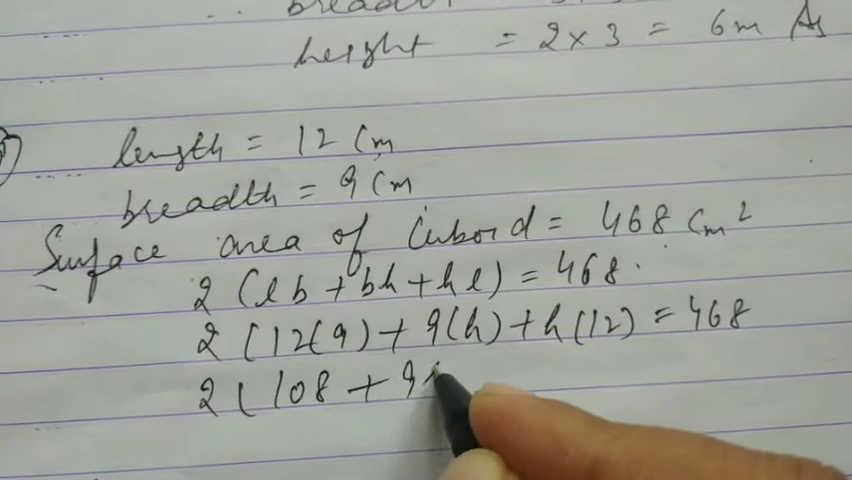 height = 2 × 3 = 6m
length = 12 Cm
breadth = 9 Cm
Surface area of Cuboid = 468 Cm²
2 (lb + bh + hl) = 468.
2 (12(9) + 9(h) + h(12) = 468
2 ( 108 + 9